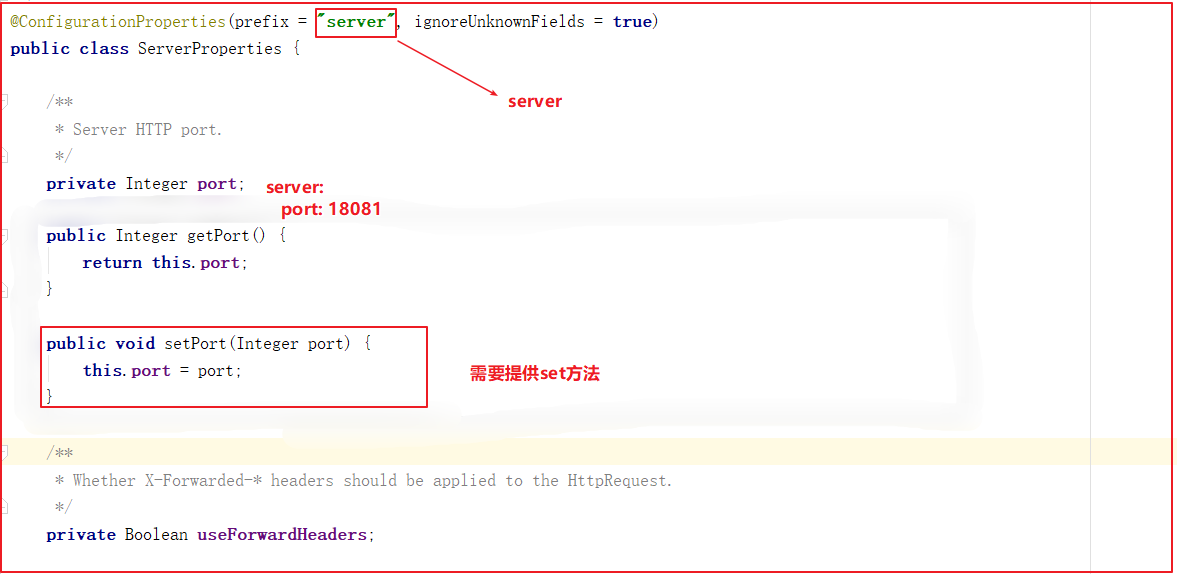 @ConfigurationProperties(prefix = "server", ignoreUnknownFields = true)
public class ServerProperties {
server
/**
* Server HTTP port.
*/
private Integer port;
server:
port: 18081
public Integer getPort() {
return this.port;
}
public void setPort(Integer port) {
this.port = port;
}
需要提供set方法
/**
* Whether X-Forwarded-* headers should be applied to the HttpRequest.
*/
private Boolean useForwardHeaders;